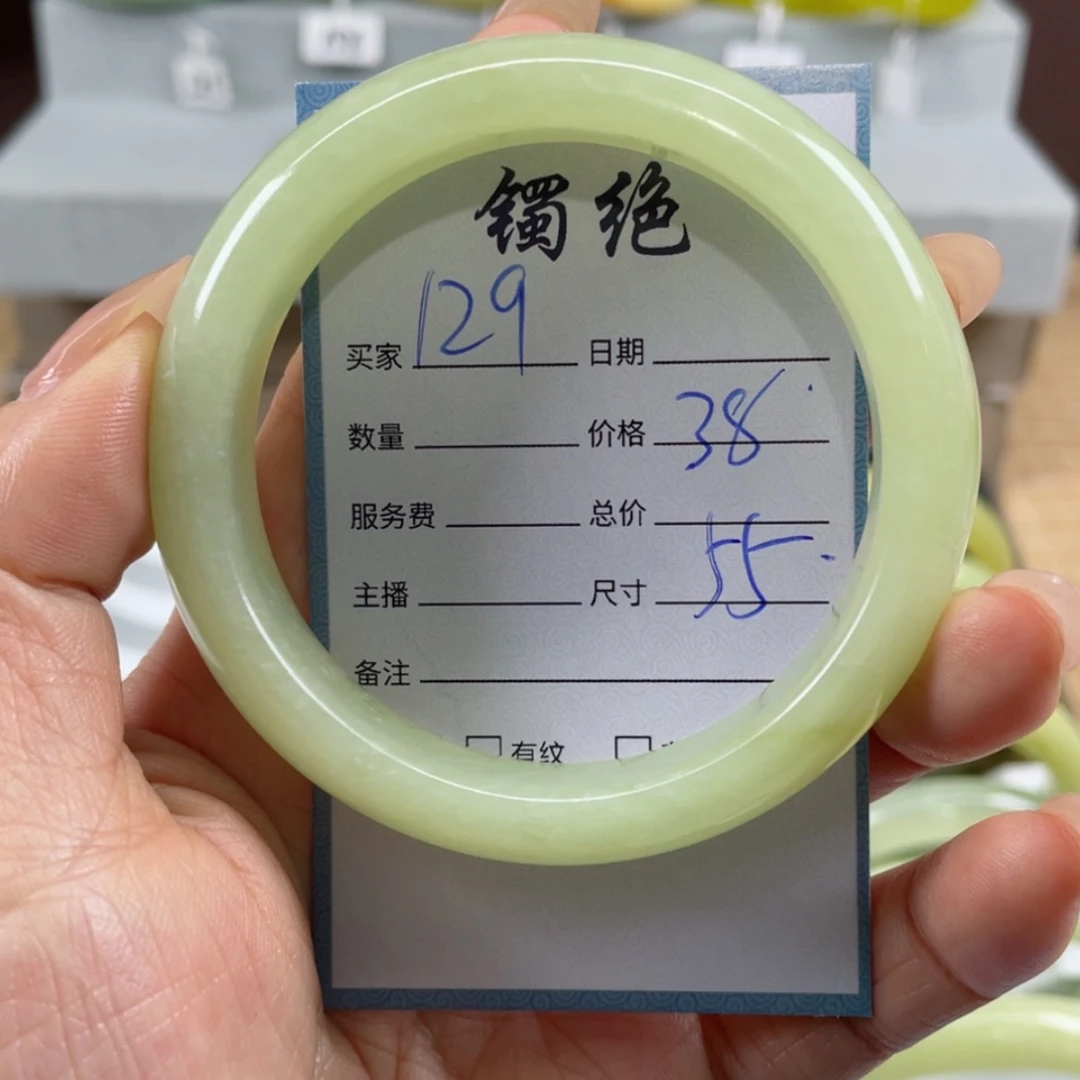 镯绝
买家 129 日期
数量 价格 38
服务费 总价
主播 尺寸 55
备注
有纹